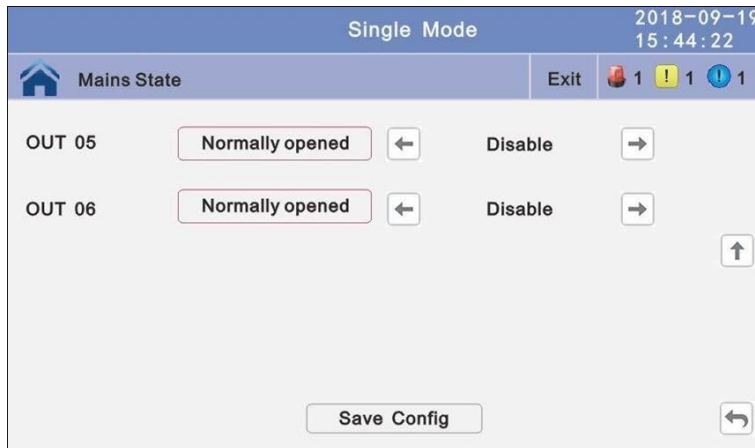 Single Mode
2018-09-19
15:44:22
Mains State
Exit
1
! 1
! 1
OUT 05 Normally opened ← Disable →
OUT 06 Normally opened ← Disable →
↑
Save Config